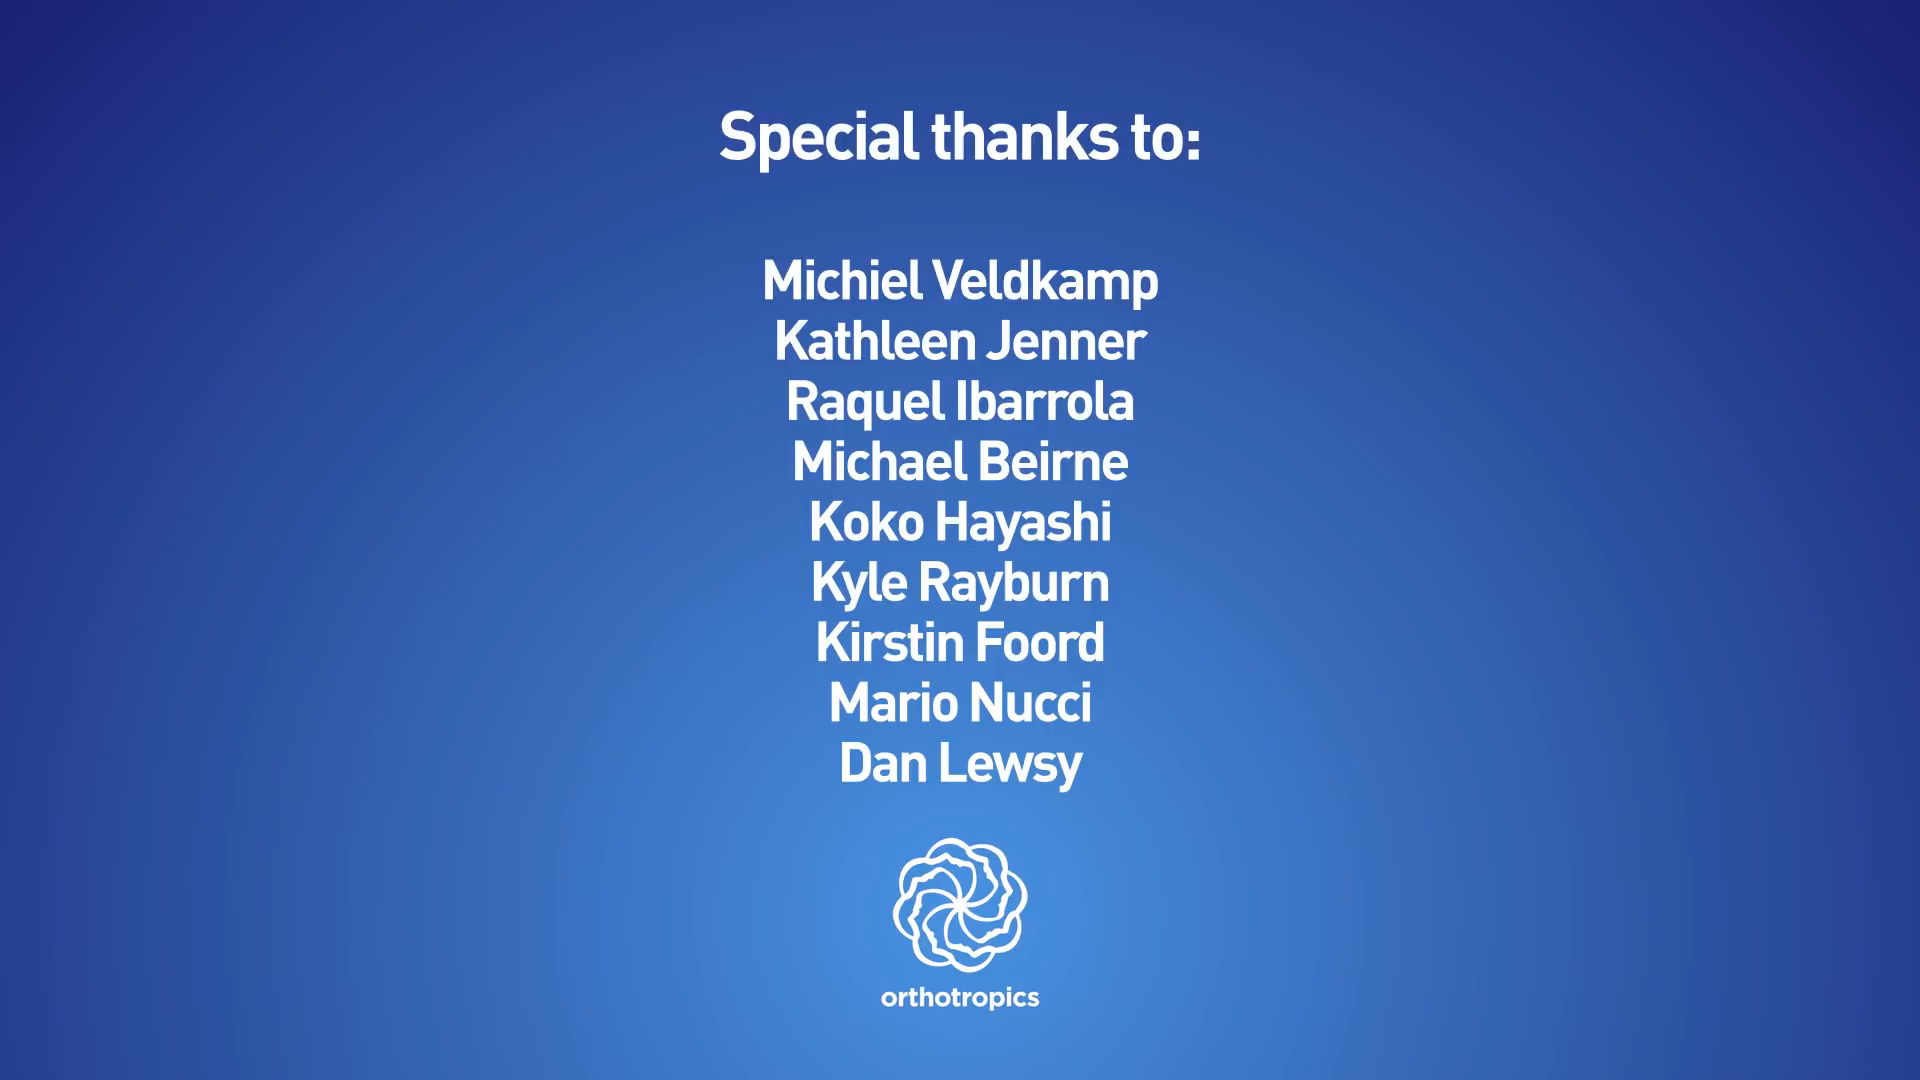 Special thanks to:
Michiel Veldkamp
Kathleen Jenner
Raquel Ibarrola
Michael Beirne
Koko Hayashi
Kyle Rayburn
Kirstin Foord
Mario Nucci
Dan Lewsy
orthotropics